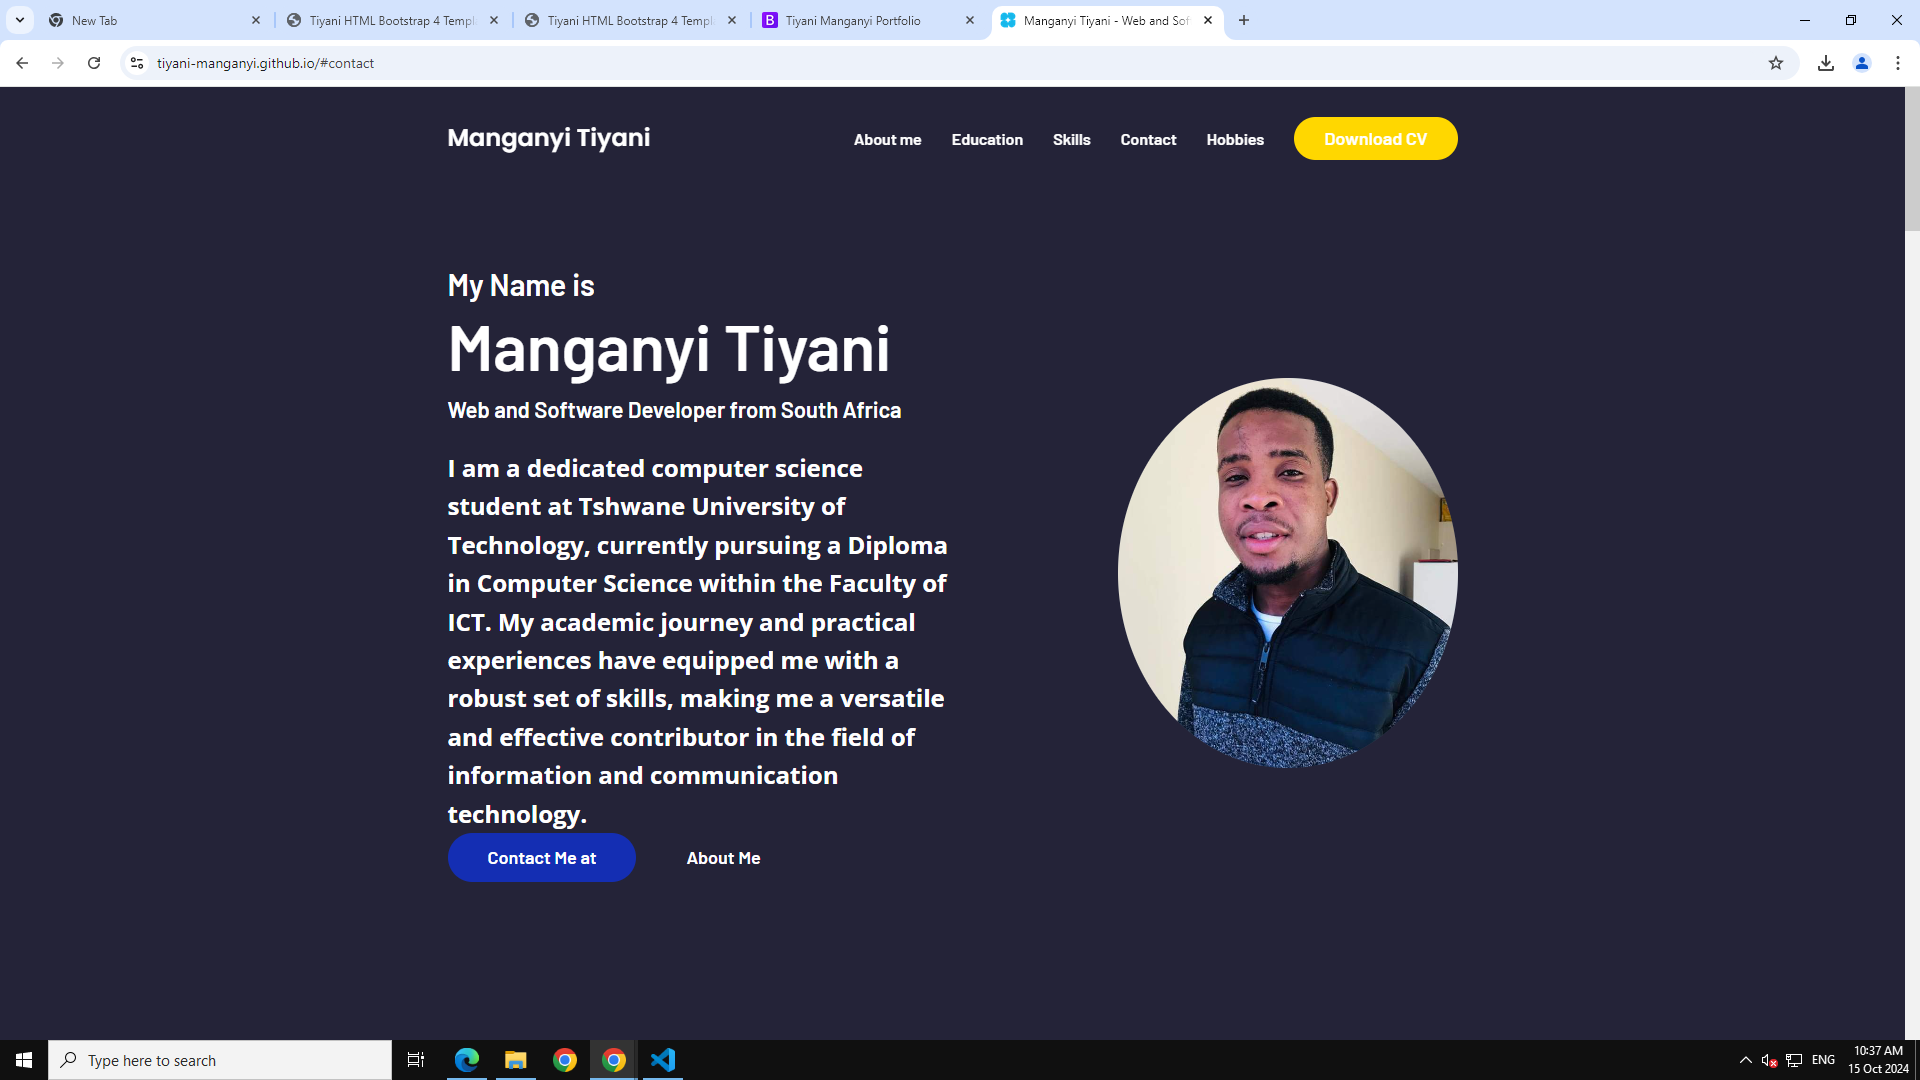 New Tab
Tiyani HTML Bootstrap 4 Templ
Tiyani HTML Bootstrap 4 Templ
B Tiyani Manganyi Portfolio
Manganyi Tiyani - Web and Sof
tiyani-manganyi.github.io/#contact
Manganyi Tiyani
About me
Education
Skills
Contact
Hobbies
Download CV
My Name is
Manganyi Tiyani
Web and Software Developer from South Africa
I am a dedicated computer science
student at Tshwane University of
Technology, currently pursuing a Diploma
in Computer Science within the Faculty of
ICT. My academic journey and practical
experiences have equipped me with a
robust set of skills, making me a versatile
and effective contributor in the field of
information and communication
technology.
Contact Me at
About Me
Type here to search
ENG
10:37 AM
15 Oct 2024